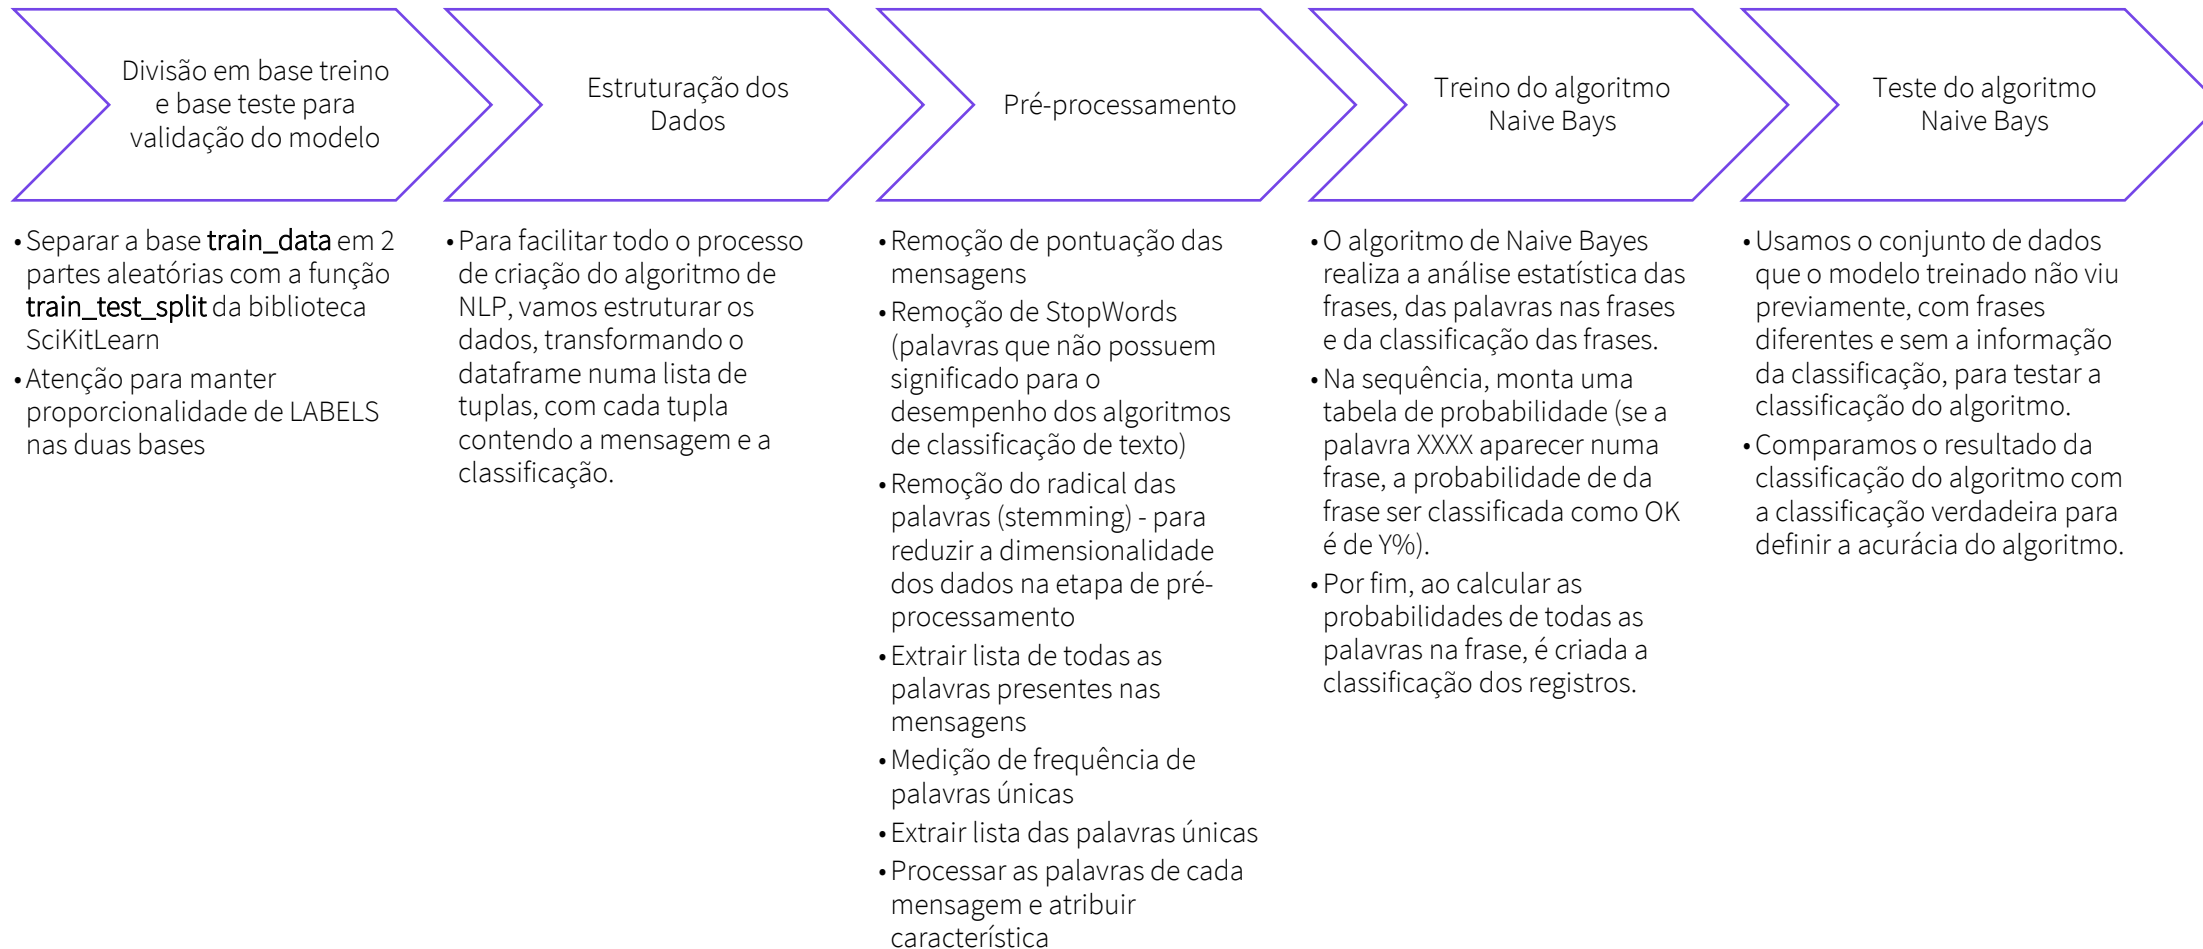 Divisão em base treino
e base teste para
validação do modelo
Estruturação dos
Dados
Pré-processamento
Treino do algoritmo
Naive Bays
Teste do algoritmo
Naive Bays
•Separar a base train_data em 2
partes aleatórias com a função
train_test_split da biblioteca
SciKitLearn
•Atenção para manter
proporcionalidade de LABELS
nas duas bases
•Para facilitar todo o processo
de criação do algoritmo de
NLP, vamos estruturar os
dados, transformando o
dataframe numa lista de
tuplas, com cada tupla
contendo a mensagem e a
classificação.
•Remoção de pontuação das
mensagens
•Remoção de StopWords
(palavras que não possuem
significado para o
desempenho dos algoritmos
de classificação de texto)
•Remoção do radical das
palavras (stemming) - para
reduzir a dimensionalidade
dos dados na etapa de pré-
processamento
•Extrair lista de todas as
palavras presentes nas
mensagens
•Medição de frequência de
palavras únicas
•Extrair lista das palavras únicas
•Processar as palavras de cada
mensagem e atribuir
característica
•O algoritmo de Naive Bayes
realiza a análise estatística das
frases, das palavras nas frases
e da classificação das frases.
•Na sequência, monta uma
tabela de probabilidade (se a
palavra XXXX aparecer numa
frase, a probabilidade de da
frase ser classificada como OK
é de Y%).
•Por fim, ao calcular as
probabilidades de todas as
palavras na frase, é criada a
classificação dos registros.
•Usamos o conjunto de dados
que o modelo treinado não viu
previamente, com frases
diferentes e sem a informação
da classificação, para testar a
classificação do algoritmo.
•Comparamos o resultado da
classificação do algoritmo com
a classificação verdadeira para
definir a acurácia do algoritmo.